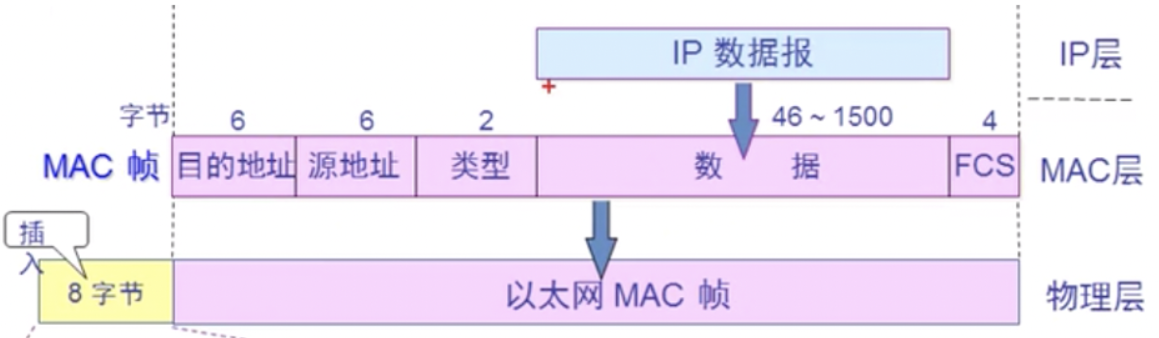 IP 数据报
IP层
字节 6 6 2 46 ~ 1500 4
MAC 帧 目的地址 源地址 类型 数 据 FCS MAC层
插入
8 字节 以太网 MAC 帧 物理层